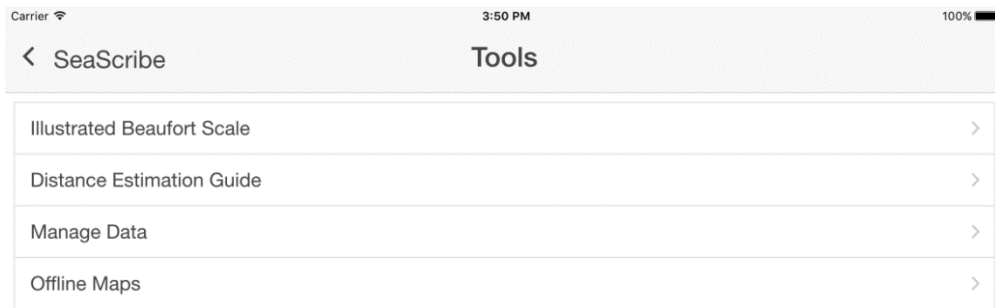 Carrier 3:50 PM 100%
SeaScribe Tools
Illustrated Beaufort Scale
Distance Estimation Guide
Manage Data
Offline Maps